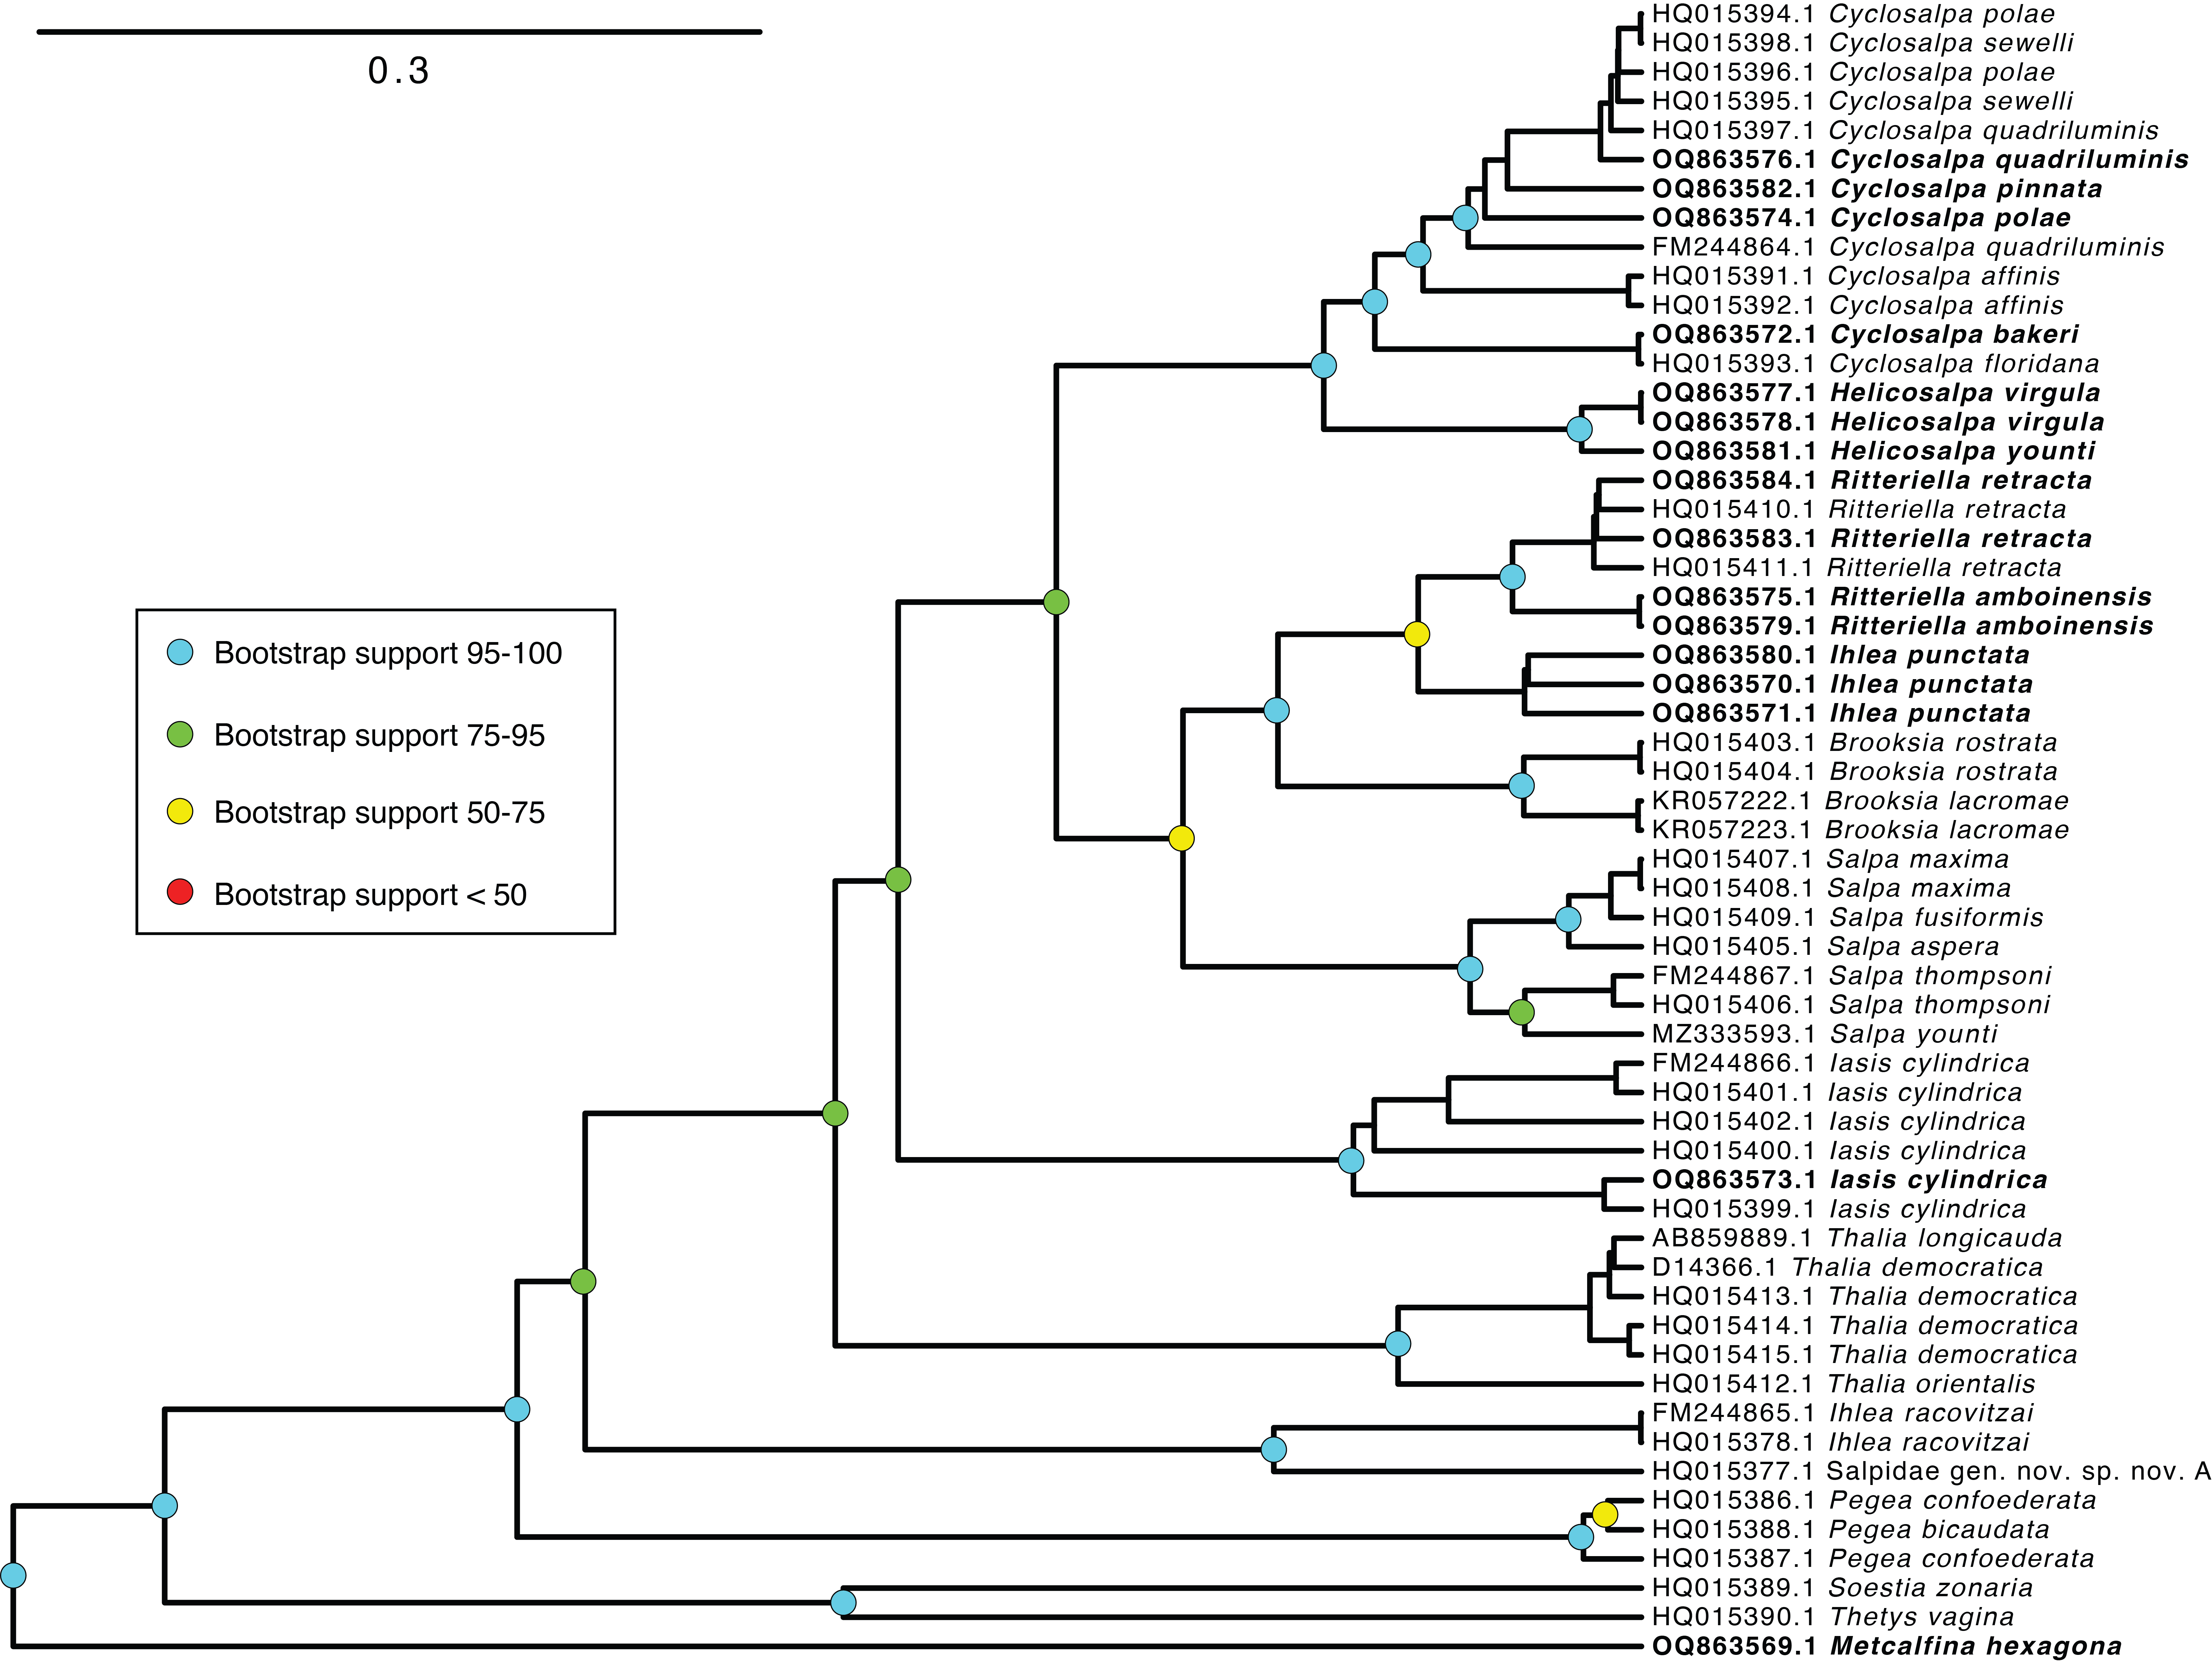 0.3
HQ015394.1 Cyclosalpa polae
HQ015398.1 Cyclosalpa sewelli
HQ015396.1 Cyclosalpa polae
HQ015395.1 Cyclosalpa sewelli
HQ015397.1 Cyclosalpa quadriluminis
OQ863576.1 Cyclosalpa quadriluminis
OQ863582.1 Cyclosalpa pinnata
OQ863574.1 Cyclosalpa polae
FM244864.1 Cyclosalpa quadriluminis
HQ015391.1 Cyclosalpa affinis
HQ015392.1 Cyclosalpa affinis
OQ863572.1 Cyclosalpa bakeri
HQ015393.1 Cyclosalpa floridana
OQ863577.1 Helicosalpa virgula
OQ863578.1 Helicosalpa virgula
OQ863581.1 Helicosalpa younti
OQ863584.1 Ritteriella retracta
HQ015410.1 Ritteriella retracta
OQ863583.1 Ritteriella retracta
HQ015411.1 Ritteriella retracta
OQ863575.1 Ritteriella amboinensis
OQ863579.1 Ritteriella amboinensis
OQ863580.1 Ihlea punctata
OQ863570.1 Ihlea punctata
OQ863571.1 Ihlea punctata
HQ015403.1 Brooksia rostrata
HQ015404.1 Brooksia rostrata
KR057222.1 Brooksia lacromae
KR057223.1 Brooksia lacromae
HQ015407.1 Salpa maxima
HQ015408.1 Salpa maxima
HQ015409.1 Salpa fusiformis
HQ015405.1 Salpa aspera
FM244867.1 Salpa thompsoni
HQ015406.1 Salpa thompsoni
MZ333593.1 Salpa younti
FM244866.1 Iasis cylindrica
HQ015401.1 Iasis cylindrica
HQ015402.1 Iasis cylindrica
HQ015400.1 Iasis cylindrica
OQ863573.1 Iasis cylindrica
HQ015399.1 Iasis cylindrica
AB859889.1 Thalia longicauda
D14366.1 Thalia democratica
HQ015413.1 Thalia democratica
HQ015414.1 Thalia democratica
HQ015415.1 Thalia democratica
HQ015412.1 Thalia orientalis
FM244865.1 Ihlea racovitzai
HQ015378.1 Ihlea racovitzai
HQ015377.1 Salpidae gen. nov. sp. nov. A
HQ015386.1 Pegea confoederata
HQ015388.1 Pegea bicaudata
HQ015387.1 Pegea confoederata
HQ015389.1 Soestia zonaria
HQ015390.1 Thetys vagina
OQ863569.1 Metcalfina hexagona
Bootstrap support 95-100
Bootstrap support 75-95
Bootstrap support 50-75
Bootstrap support < 50